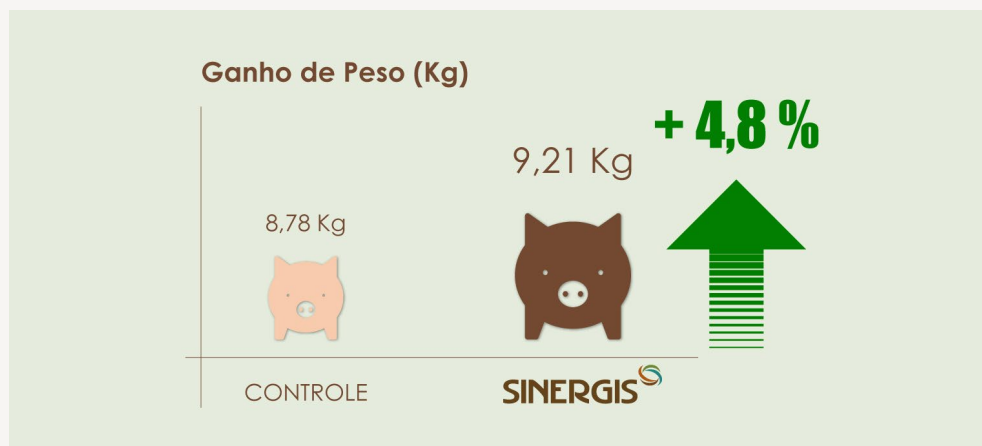 Ganho de Peso (Kg)
+ 4,8 %
9,21 Kg
8,78 Kg
CONTROLE
SINERGIS